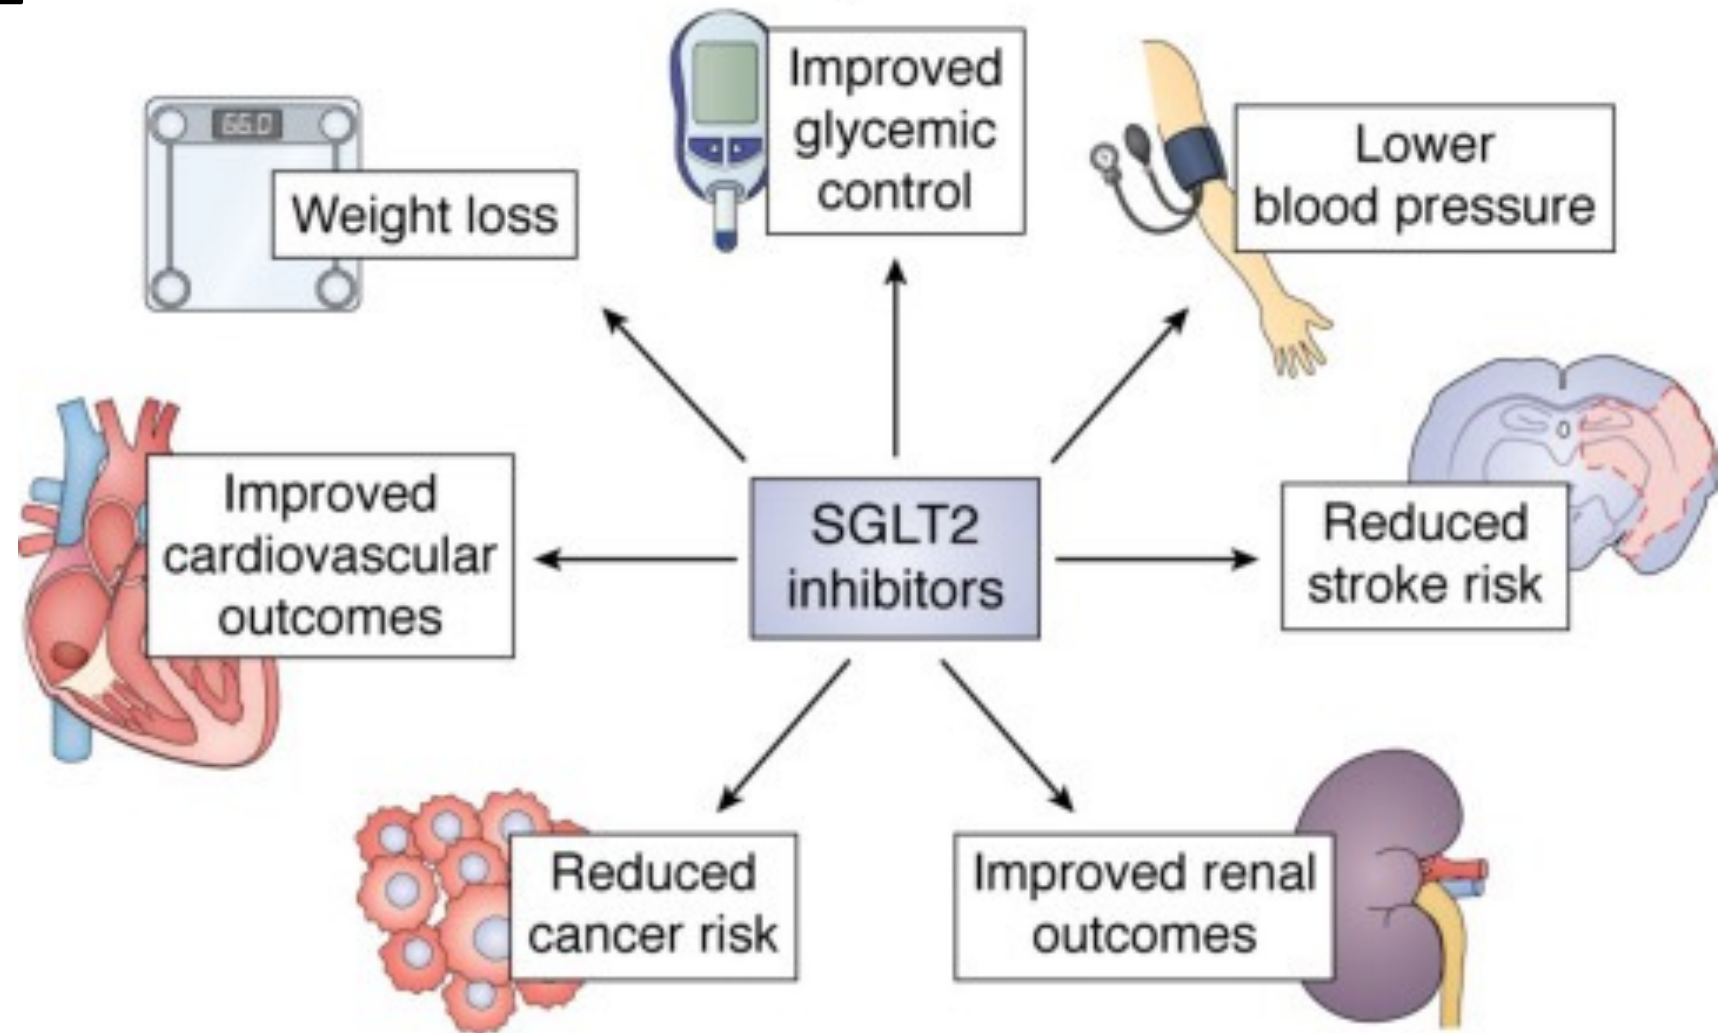 66.0
Weight loss
Improved
glycemic
control
Lower
blood pressure
Improved
cardiovascular
outcomes
SGLT2
inhibitors
Reduced
stroke risk
Reduced
cancer risk
Improved renal
outcomes